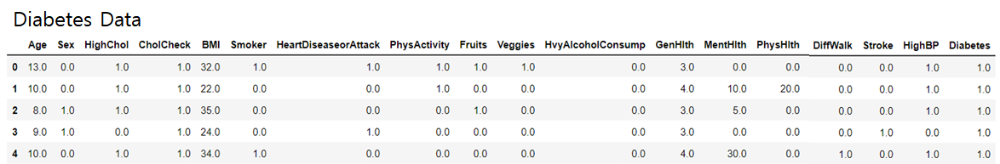 Diabetes Data
Age Sex HighChol CholCheck BMI Smoker HeartDiseaseorAttack PhysActivity Fruits Veggies HvyAlcoholConsump GenHlth MentHlth PhysHlth DiffWalk Stroke HighBP Diabetes
0 13.0 0.0 1.0 1.0 32.0 1.0 1.0 1.0 1.0 1.0 0.0 3.0 0.0 0.0 0.0 0.0 1.0 1.0
1 10.0 0.0 1.0 1.0 22.0 0.0 0.0 1.0 0.0 0.0 0.0 4.0 10.0 20.0 0.0 0.0 1.0 1.0
2 8.0 1.0 1.0 1.0 35.0 0.0 0.0 0.0 1.0 0.0 0.0 3.0 5.0 0.0 0.0 0.0 1.0 1.0
3 9.0 1.0 0.0 1.0 24.0 0.0 1.0 0.0 0.0 0.0 0.0 3.0 0.0 0.0 0.0 1.0 0.0 1.0
4 10.0 0.0 1.0 1.0 34.0 1.0 0.0 0.0 0.0 0.0 0.0 4.0 30.0 0.0 1.0 0.0 1.0 1.0